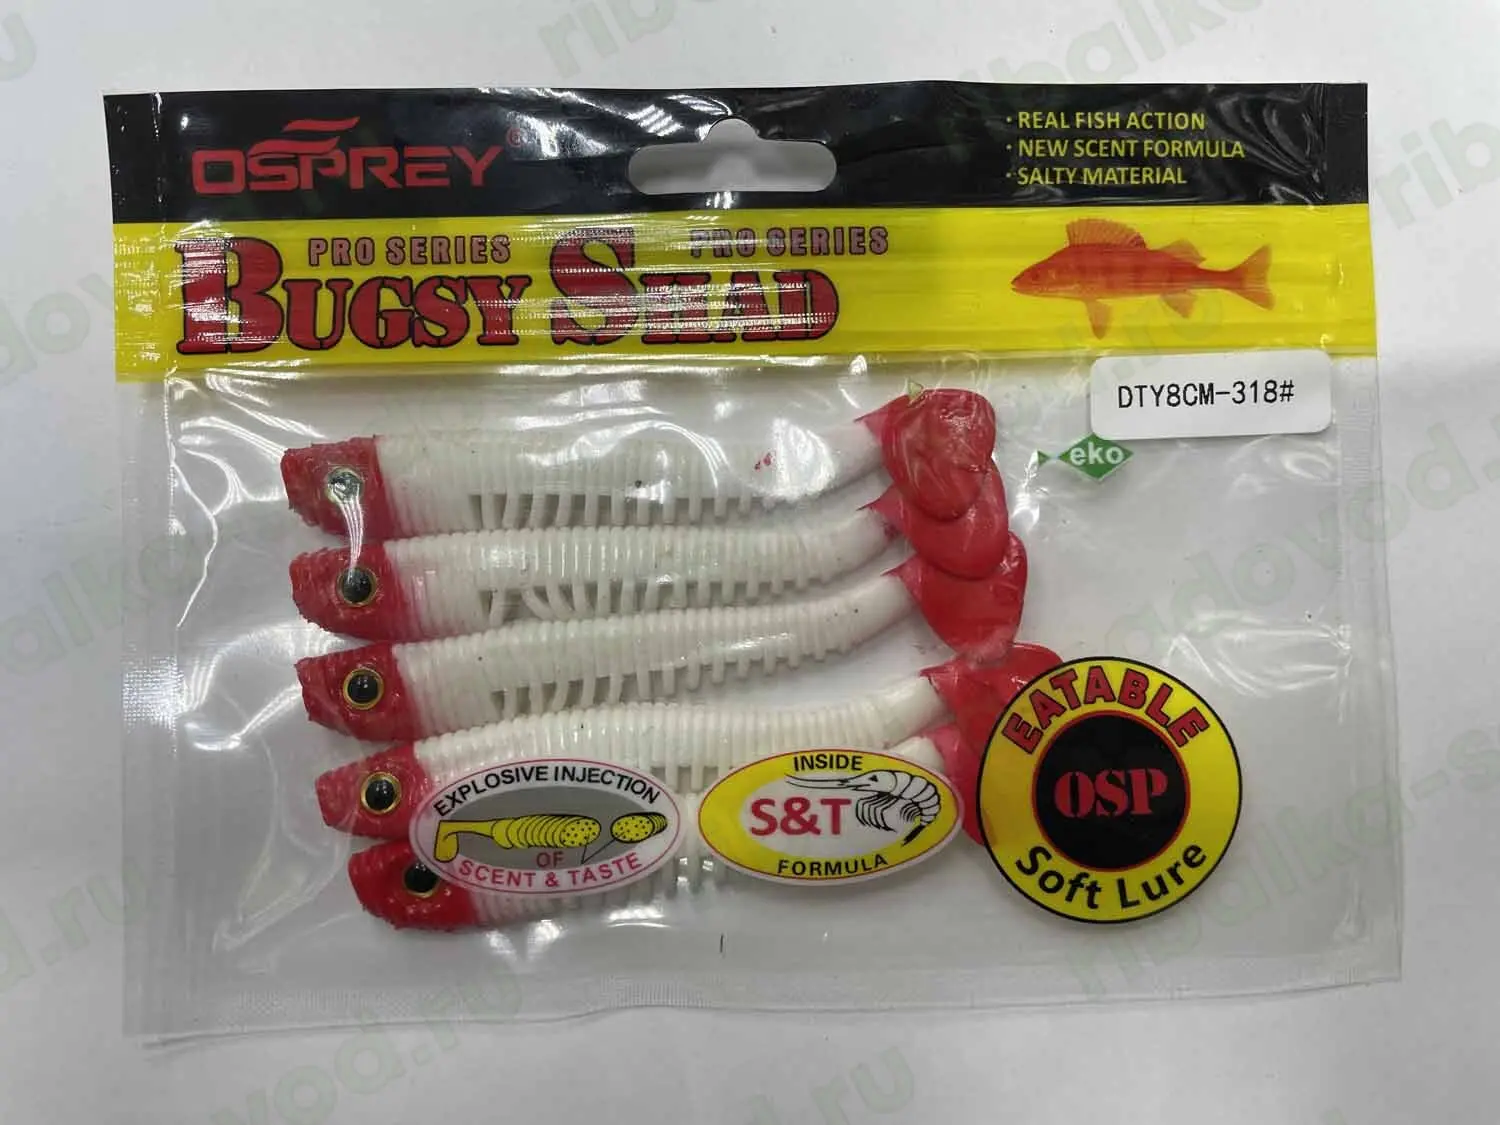 OSPREY®
· REAL FISH ACTION
· NEW SCENT FORMULA
· SALTY MATERIAL
PRO SERIES PRO SERIES
BUGSY SHAD
DTY8CM-318#
eko
EXPLOSIVE INJECTION
OF
SCENT & TASTE
INSIDE
S&T
FORMULA
EATABLE
OSP
Soft Lure